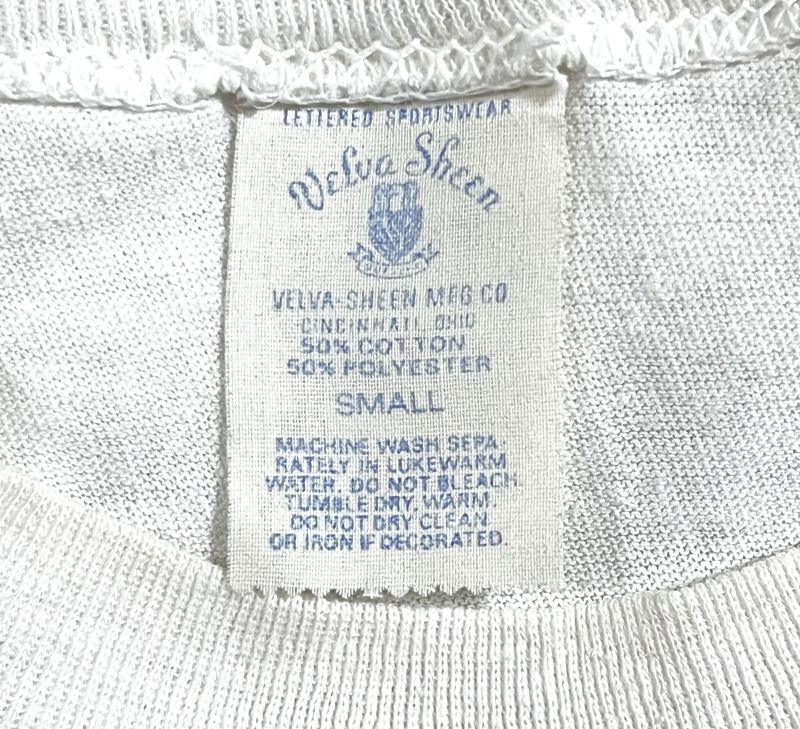 LETTERED SPORTSWEAR
Velva Sheen
VELVA-SHEEN MFG CO
CINCINNATI, OHIO
50% COTTON
50% POLYESTER
SMALL
MACHINE WASH SEPA-
RATELY IN LUKEWARM
WATER. DO NOT BLEACH.
TUMBLE DRY, WARM.
DO NOT DRY CLEAN
OR IRON IF DECORATED.